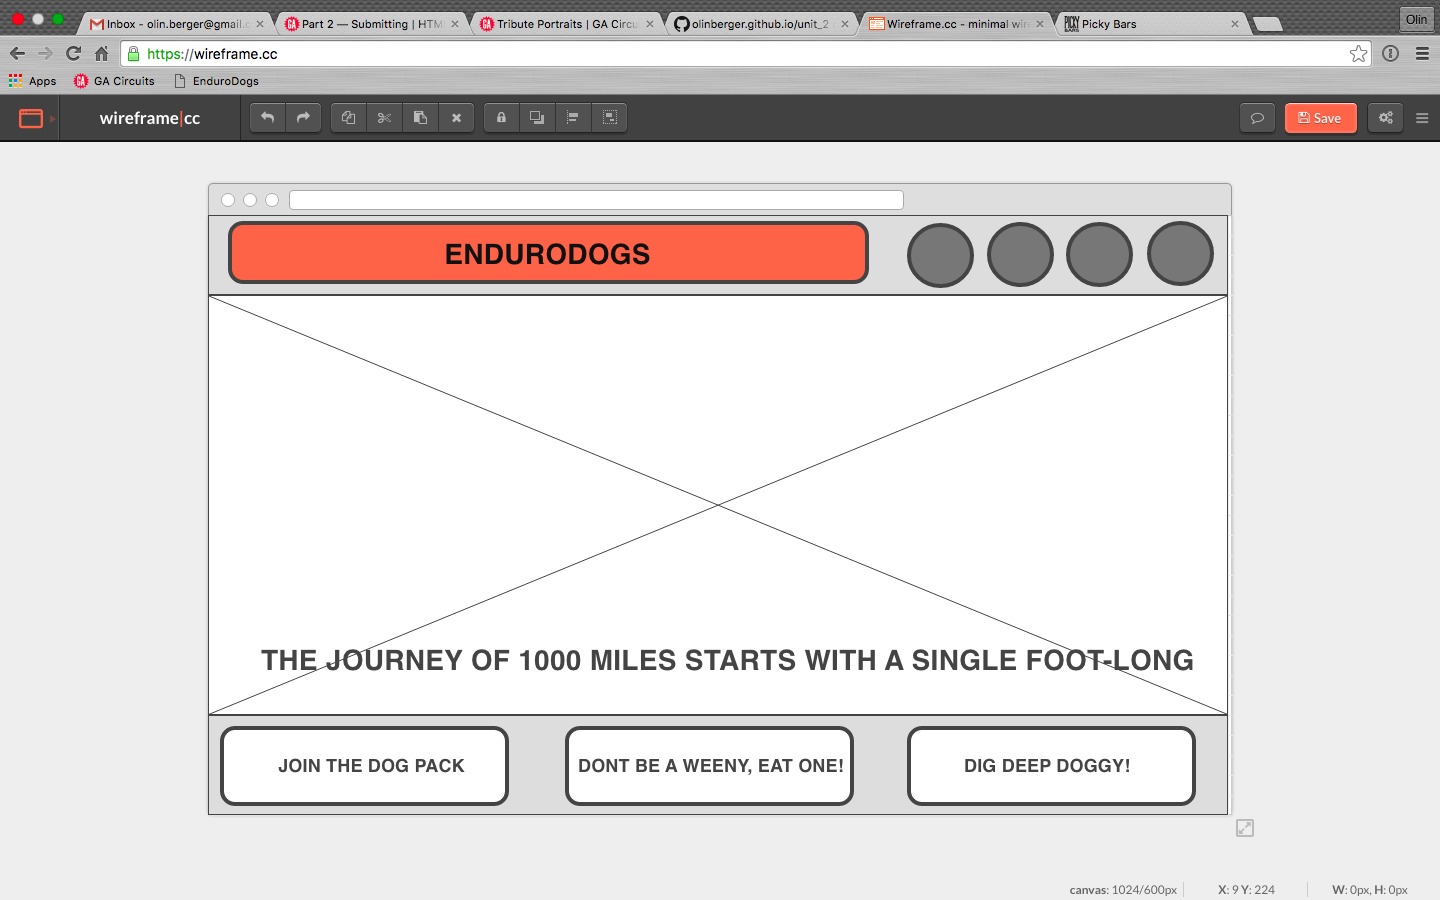 Inbox - olin.berger@gmail.c
Part 2 — Submitting | HTM
Tribute Portraits | GA Circu
olinberger.github.io/unit_2
Wireframe.cc - minimal wire
Picky Bars
Olin
https://wireframe.cc
Apps
GA Circuits
EnduroDogs
wireframe|cc
Save
ENDURODOGS
THE JOURNEY OF 1000 MILES STARTS WITH A SINGLE FOOT-LONG
JOIN THE DOG PACK
DONT BE A WEENY, EAT ONE!
DIG DEEP DOGGY!
canvas: 1024/600px
X: 9 Y: 224
W: 0px, H: 0px